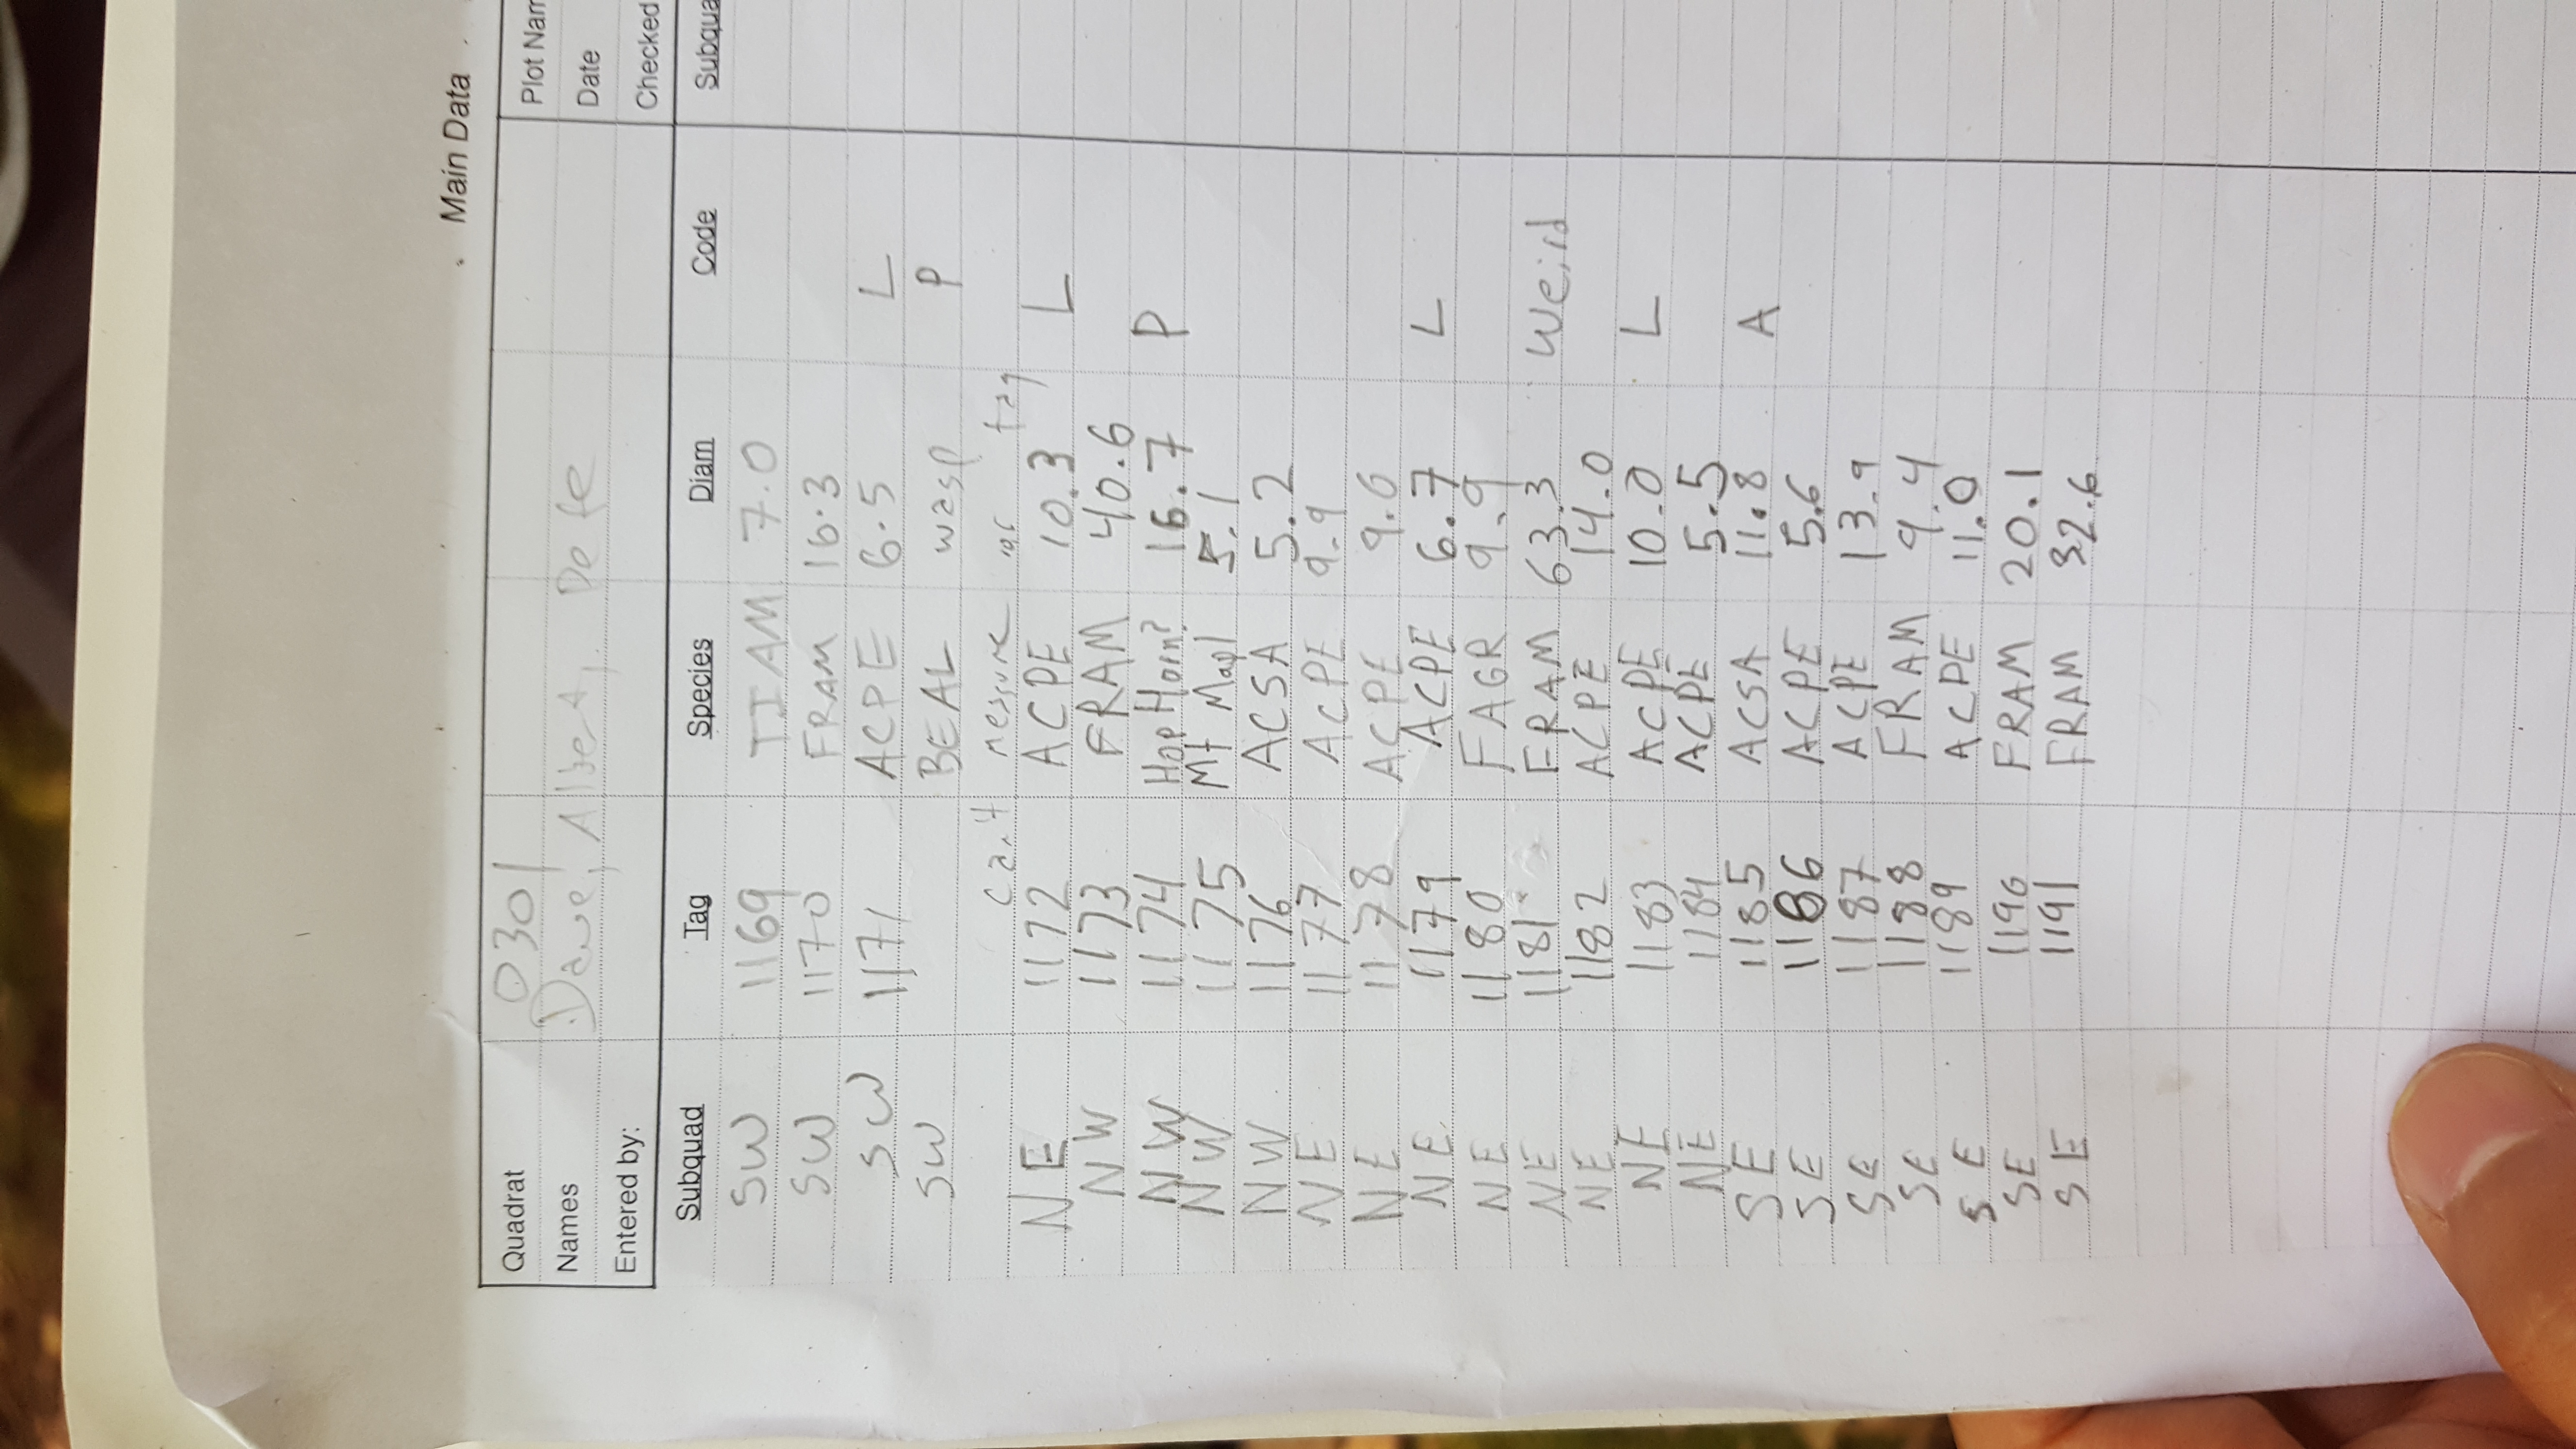 Main Data
Quadrat 0301 Plot Nam
Names Dave, Albert, Pete Date
Entered by: Checked
Subquad Tag Species Diam Code Subqua
SW 1169 TIAM 7.0
SW 1170 FRAM 16.3
SW 1171 ACPE 6.5 L
SW BEAL wasp P
can't messure or tag
NE 1172 ACPE 10.3 L
NW 1173 FRAM 40.6
NW 1174 Hop Horn? 16.7 P
NW 1175 Mt Mapl 5.1
NW 1176 ACSA 5.2
NE 1177 ACPE 9.9
NE 1178 ACPE 9.0
NE 1179 ACPE 6.7 L
NE 1180 FAGR 9.9
NE 1181 FRAM 63.3 Weird
NE 1182 ACPE 14.0
NE 1183 ACPE 10.0 L
NE 1184 ACPE 5.5
SE 1185 ACSA 11.8 A
SE 1186 ACPE 5.6
SE 1187 ACPE 13.9
SE 1188 FRAM 9.4
SE 1189 ACPE 11.0
SE 1190 FRAM 20.1
SE 1191 FRAM 32.6